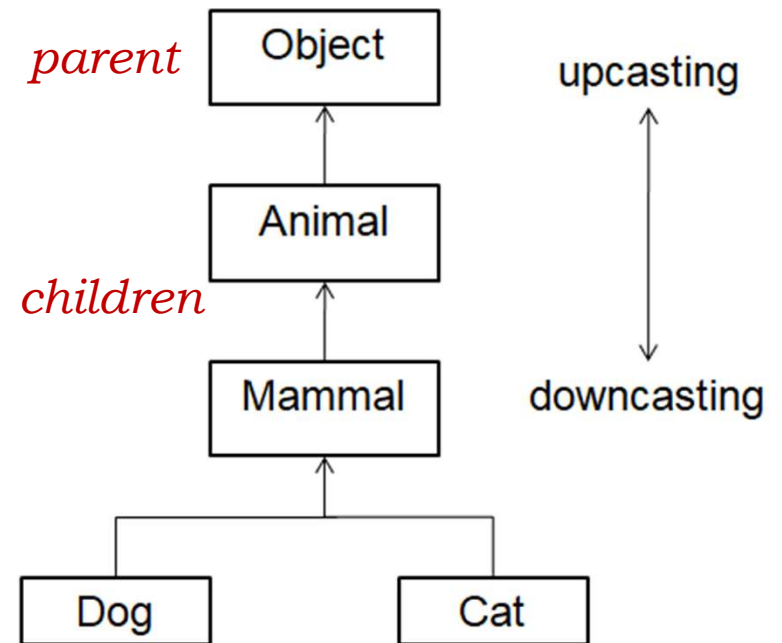 parent
Object
upcasting
Animal
children
Mammal
downcasting
Dog
Cat